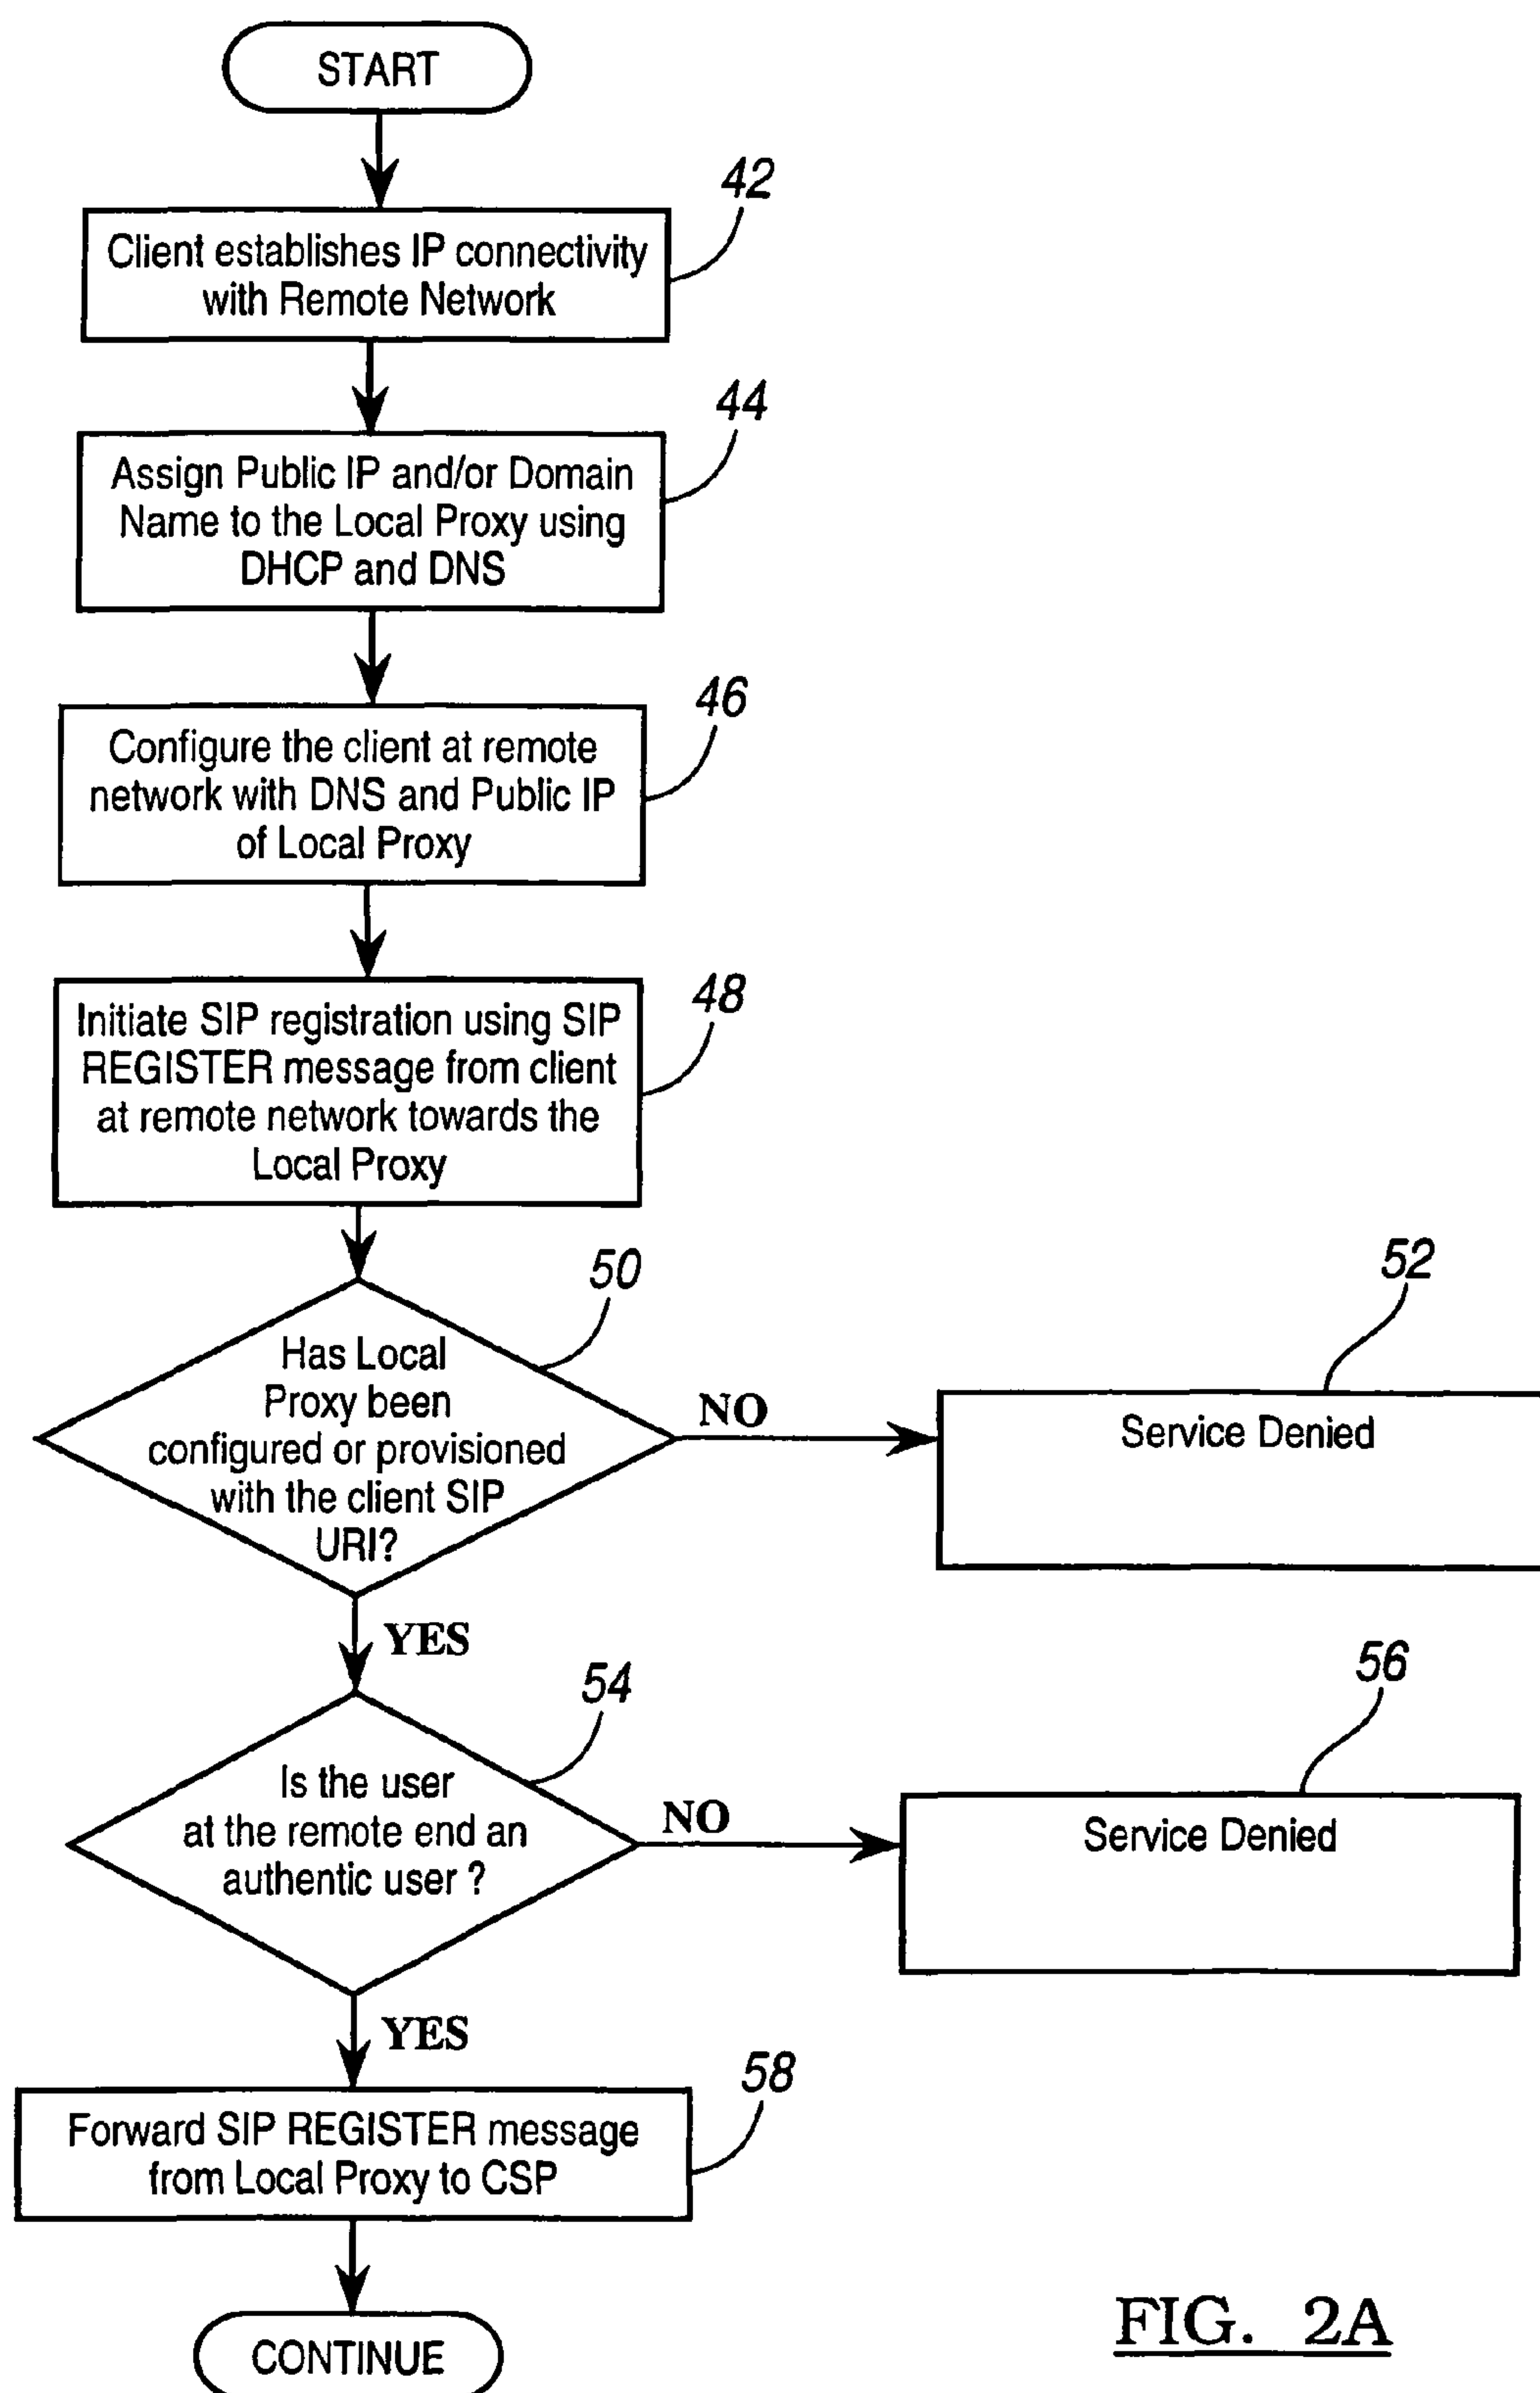 START
42
Client establishes IP connectivity
with Remote Network
44
Assign Public IP and/or Domain
Name to the Local Proxy using
DHCP and DNS
46
Configure the client at remote
network with DNS and Public IP
of Local Proxy
48
Initiate SIP registration using SIP
REGISTER message from client
at remote network towards the
Local Proxy
50
Has Local
Proxy been
configured or provisioned
with the client SIP
URI?
NO
52
Service Denied
YES
54
Is the user
at the remote end an
authentic user ?
NO
56
Service Denied
YES
58
Forward SIP REGISTER message
from Local Proxy to CSP
CONTINUE
FIG. 2A